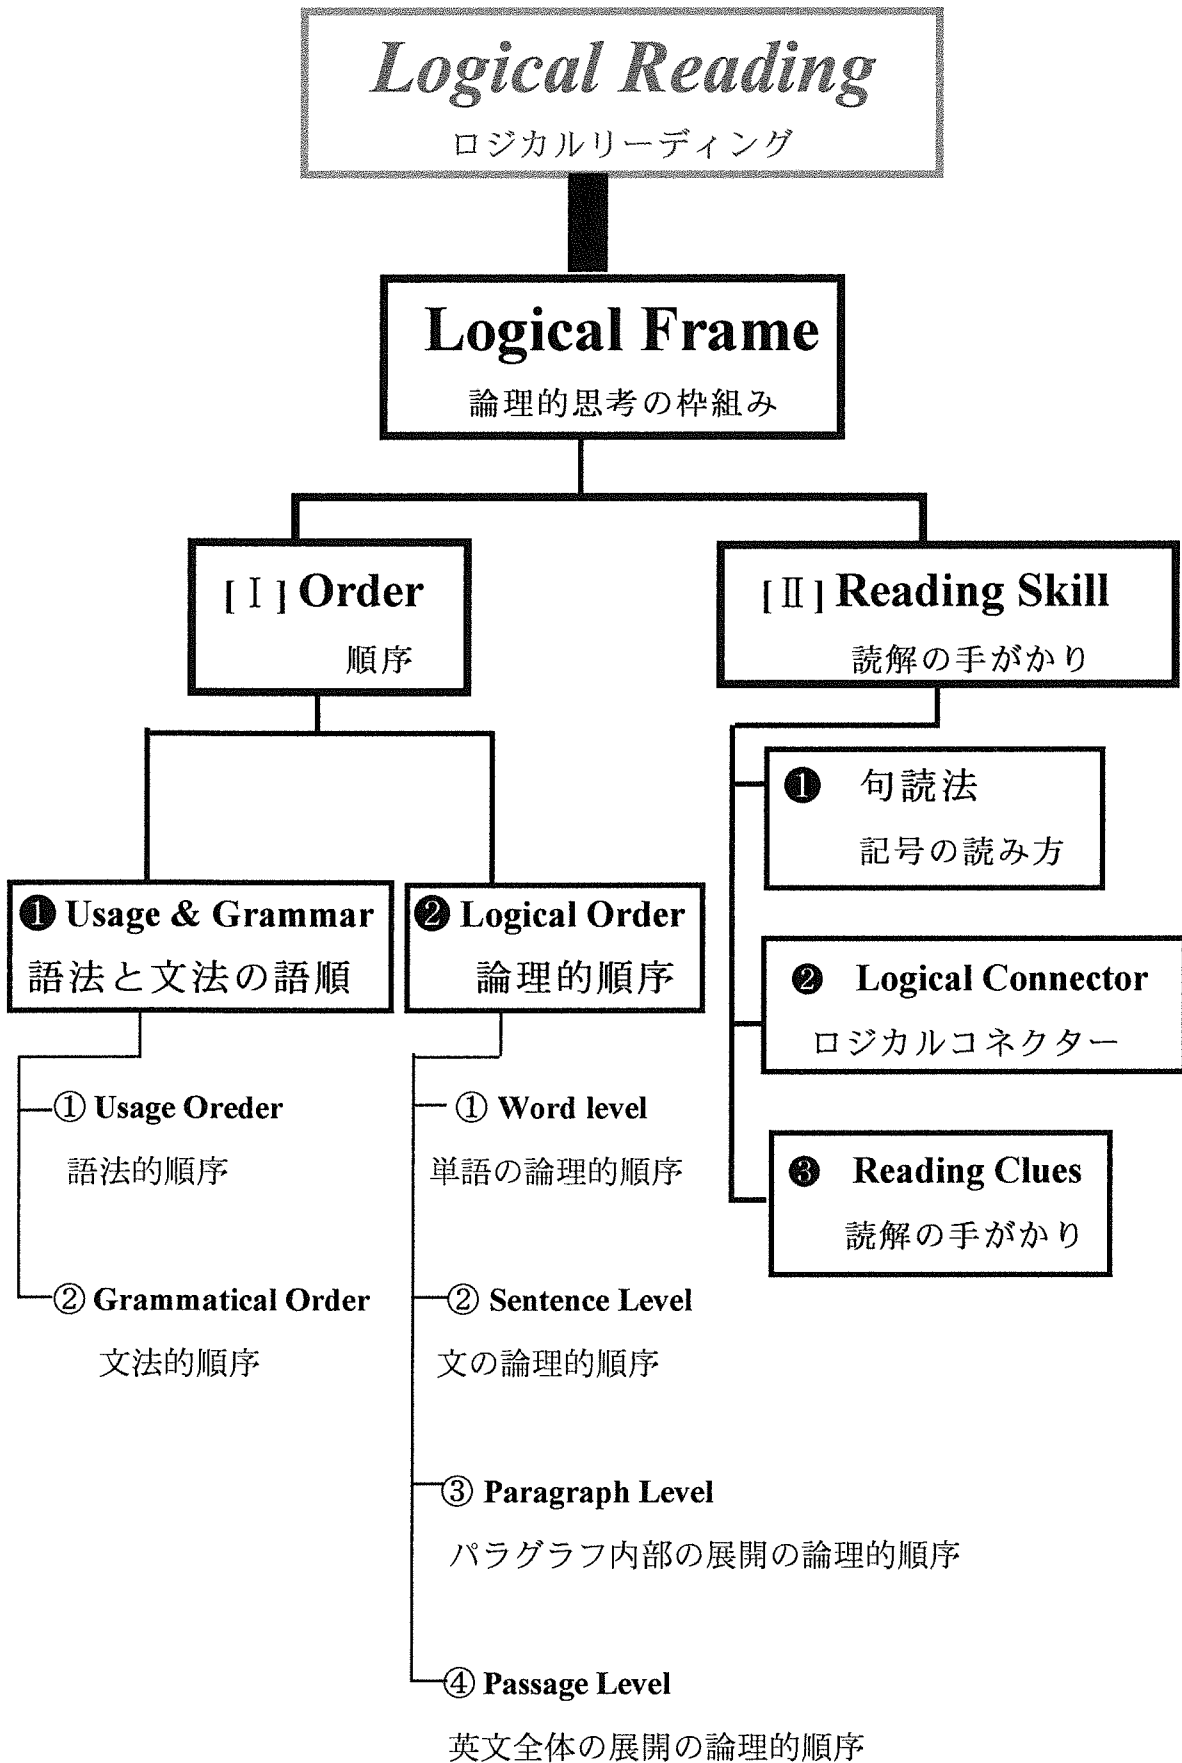 Logical Reading
ロジカルリーディング
Logical Frame
論理的思考の枠組み
[Ⅰ] Order
順序
[Ⅱ] Reading Skill
読解の手がかり
❶ 句読法
記号の読み方
❶ Usage & Grammar
語法と文法の語順
❷ Logical Order
論理的順序
❷ Logical Connector
ロジカルコネクター
① Usage Oreder
語法的順序
① Word level
単語の論理的順序
❸ Reading Clues
読解の手がかり
② Grammatical Order
文法的順序
② Sentence Level
文の論理的順序
③ Paragraph Level
パラグラフ内部の展開の論理的順序
④ Passage Level
英文全体の展開の論理的順序